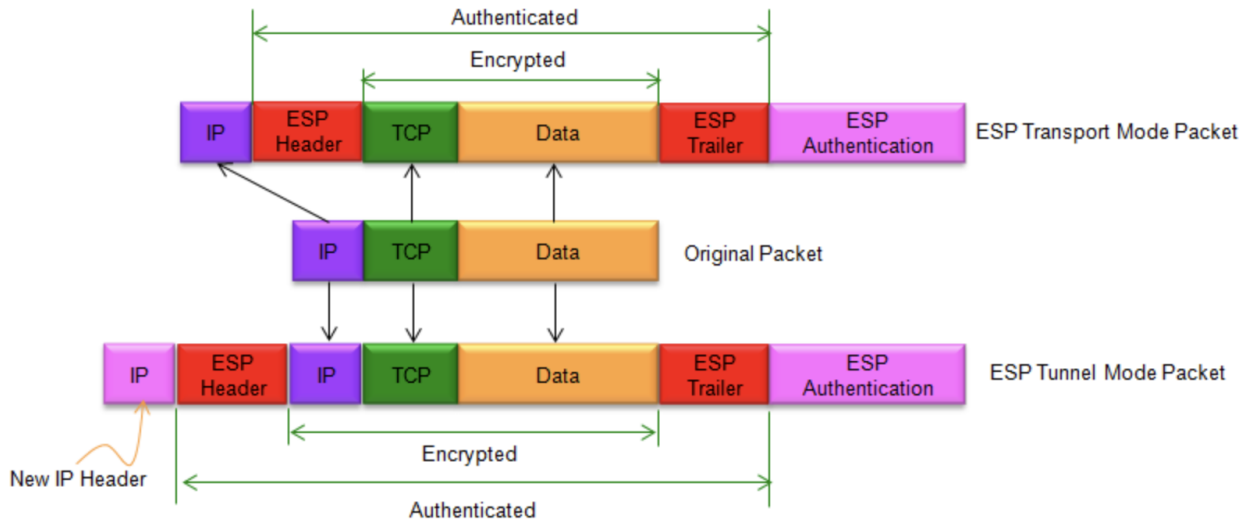 Authenticated
Encrypted
IP
ESP
Header
TCP
Data
ESP
Trailer
ESP
Authentication
ESP Transport Mode Packet
IP
TCP
Data
Original Packet
IP
ESP
Header
IP
TCP
Data
ESP
Trailer
ESP
Authentication
ESP Tunnel Mode Packet
Encrypted
New IP Header
Authenticated